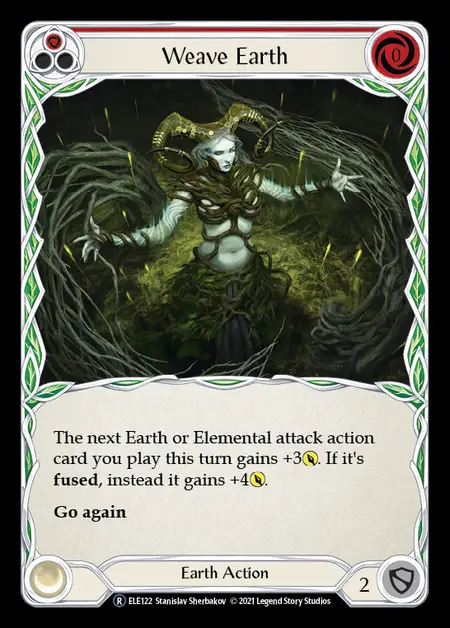 Weave Earth
0
The next Earth or Elemental attack action
card you play this turn gains +3. If it's
fused, instead it gains +4.
Go again
Earth Action
2
R ELE122 Stanislav Sherbakov © 2021 Legend Story Studios